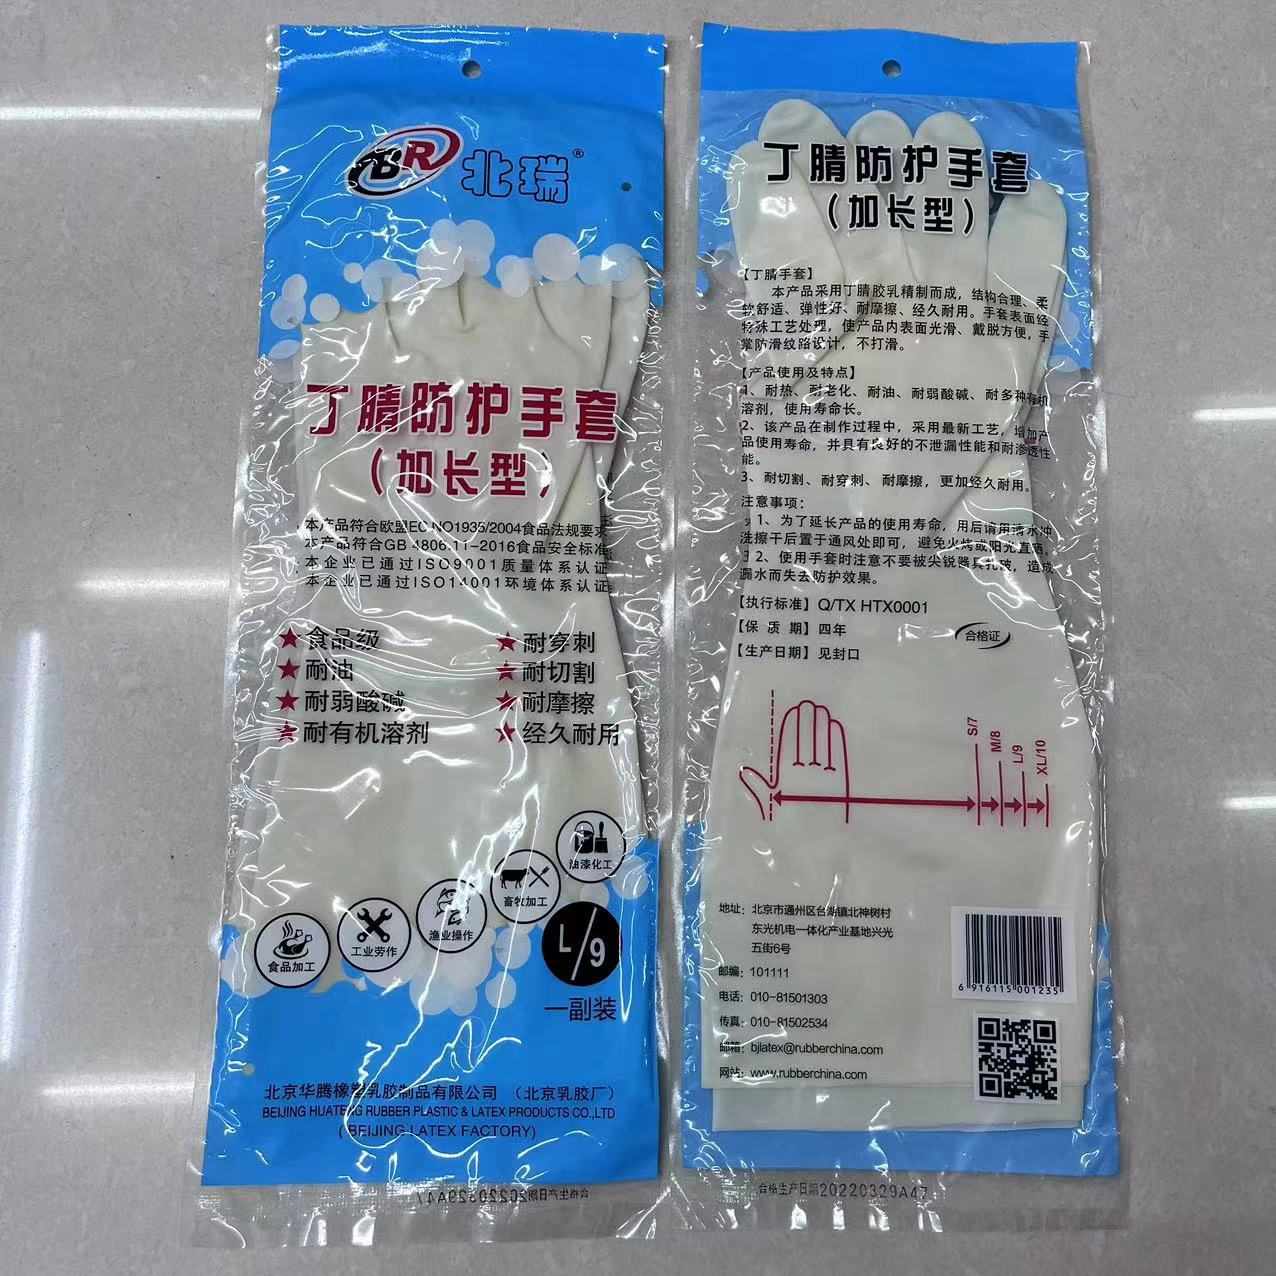 BR 北瑞®
丁腈防护手套
（加长型）
本产品符合欧盟EC NO1935/2004食品法规要求
本产品符合GB 4806.11-2016食品安全标准
本企业已通过ISO9001质量体系认证
本企业已通过ISO14001环境体系认证
★食品级
★耐油
★耐弱酸碱
★耐有机溶剂
★耐穿刺
★耐切割
★耐摩擦
★经久耐用
食品加工
工业劳作
渔业操作
畜牧加工
油漆化工
L/9
一副装
北京华腾橡塑乳胶制品有限公司 （北京乳胶厂）
BEIJING HUATENG RUBBER PLASTIC & LATEX PRODUCTS CO.,LTD
( BEIJING LATEX FACTORY)
合格生产日期20220329A47
丁腈防护手套
（加长型）
【丁腈手套】
本产品采用丁腈胶乳精制而成，结构合理、柔
软舒适、弹性好、耐摩擦、经久耐用。手套表面经
特殊工艺处理，使产品内表面光滑、戴脱方便，手
掌防滑纹路设计，不打滑。
【产品使用及特点】
1、耐热、耐老化、耐油、耐弱酸碱、耐多种有机
溶剂，使用寿命长。
2、该产品在制作过程中，采用最新工艺，增加产
品使用寿命，并具有良好的不泄漏性能和耐渗透性
能。
3、耐切割、耐穿刺、耐摩擦，更加经久耐用。
注意事项：
1、为了延长产品的使用寿命，用后请用清水冲
洗擦干后置于通风处即可，避免火烤或阳光直晒。
2、使用手套时注意不要被尖锐器具扎破，造成
漏水而失去防护效果。
【执行标准】Q/TX HTX0001
【保 质 期】四年
【生产日期】见封口
合格证
S/7
M/8
L/9
XL/10
地址：北京市通州区台湖镇北神树村
东光机电一体化产业基地兴光
五街6号
邮编：101111
电话：010-81501303
传真：010-81502534
邮箱：bjlatex@rubberchina.com
网站：www.rubberchina.com
6 916115 001235
合格生产日期20220329A47